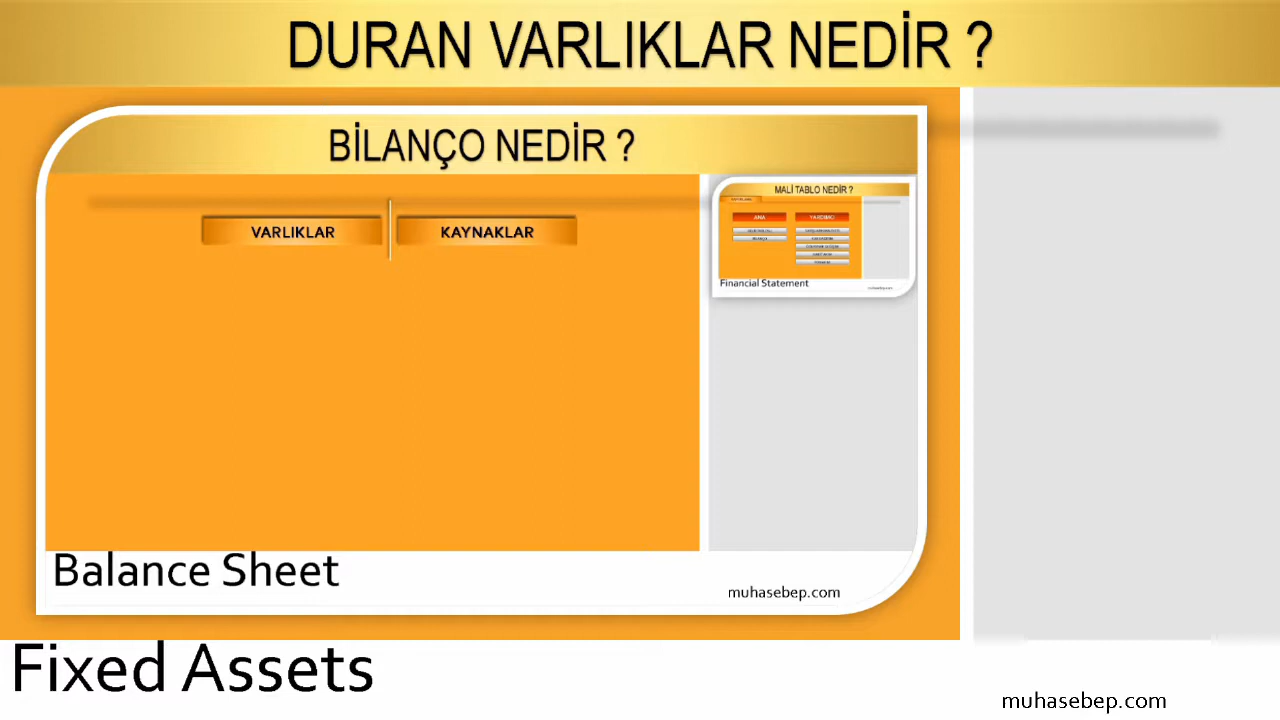 DURAN VARLIKLAR NEDİR ?
BİLANÇO NEDİR ?
VARLIKLAR
KAYNAKLAR
MALİ TABLO NEDİR ?
ANA
YARDIMCI
Financial Statement
Balance Sheet
muhasebep.com
Fixed Assets
muhasebep.com